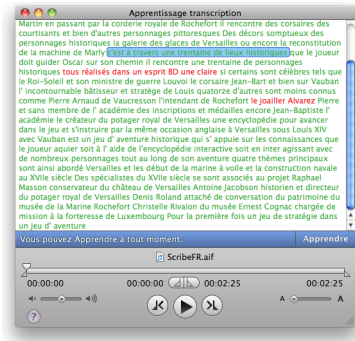 Apprentissage transcription
Martin en passant par la corderie royale de Rochefort il rencontre des corsaires des
courtisants et bien d'autres personnages pittoresques Des décors somptueux des
personnages historiques la galerie des glaces de Versailles ou encore la reconstitution
de la machine de Marly c'est à travers une trentaine de lieux historiques que le joueur
doit guider Oscar sur son chemin il rencontre une trentaine de personnages
historiques tous réalisés dans un esprit BD une claire si certains sont célèbres tels que
le Roi-Soleil et son ministre de guerre Louvoi le corsaire Jean-Bart et bien sur Vauban
l' incontournable bâtisseur et stratège de Louis quatorze d'autres sont moins connus
comme Pierre Arnaud de Vaucresson l'intendant de Rochefort le joailler Alvarez Pierre
et sans membre de l' académie des inscriptions et médailles encore Jean-Baptiste l'
académie le créateur du potager royal de Versailles une encyclopédie pour avancer
dans le jeu et s'instruire par la même occasion anglaise à Versailles sous Louis XIV
avec Vauban est un jeu d' aventure historique qui s' appuie sur les connaissances que
le joueur aquier soit à l' aide de l'encyclopédie interactive soit en inter agissant avec
de nombreux personnages tout au long de son aventure quatre thèmes principaux
sont ainsi abordé Versailles et les début de la marine à voile et la construction navale
au XVIIe siècle Des spécialistes du XVIIe siècle se sont associés au projet Raphael
Masson conservateur du château de Versailles Antoine Jacobson historien et directeur
du potager royal de Versailles Denis Roland attaché de conservation du patrimoine du
musée de la Marine Rochefort Christelle Rivalon du musée Ernest Cognac chargée de
mission à la forteresse de Luxembourg Pour la première fois un jeu de stratégie dans
un jeu d' aventure
Vous pouvez Apprendre à tout moment. Apprendre
ScribeFR.aif
00:00:00 00:00:00 00:02:25 00:02:25
A A
?